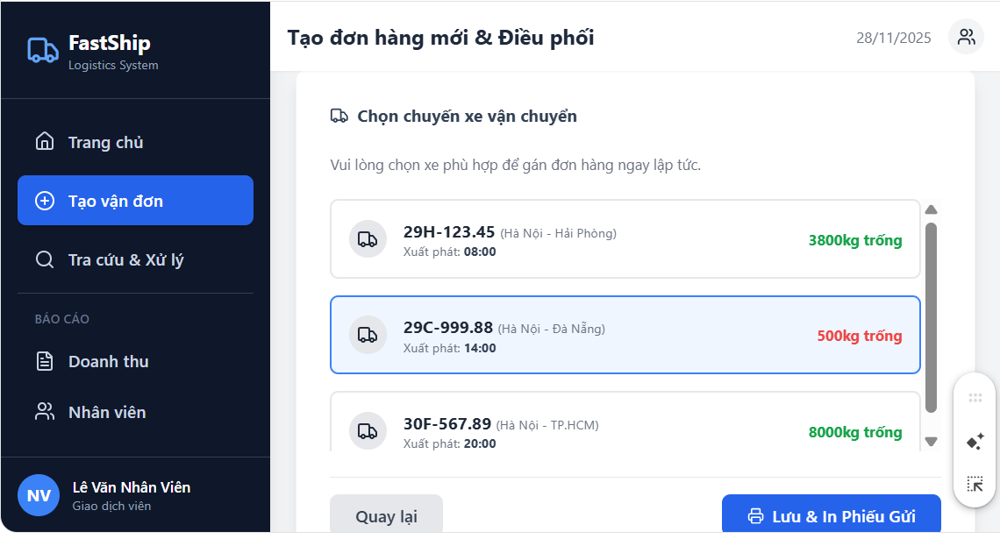 FastShip
Logistics System
Trang chủ
Tạo vận đơn
Tra cứu & Xử lý
BÁO CÁO
Doanh thu
Nhân viên
NV
Lê Văn Nhân Viên
Giao dịch viên
Tạo đơn hàng mới & Điều phối
28/11/2025
Chọn chuyến xe vận chuyển
Vui lòng chọn xe phù hợp để gán đơn hàng ngay lập tức.
29H-123.45 (Hà Nội - Hải Phòng)
Xuất phát: 08:00
3800kg trống
29C-999.88 (Hà Nội - Đà Nẵng)
Xuất phát: 14:00
500kg trống
30F-567.89 (Hà Nội - TP.HCM)
Xuất phát: 20:00
8000kg trống
Quay lại
Lưu & In Phiếu Gửi